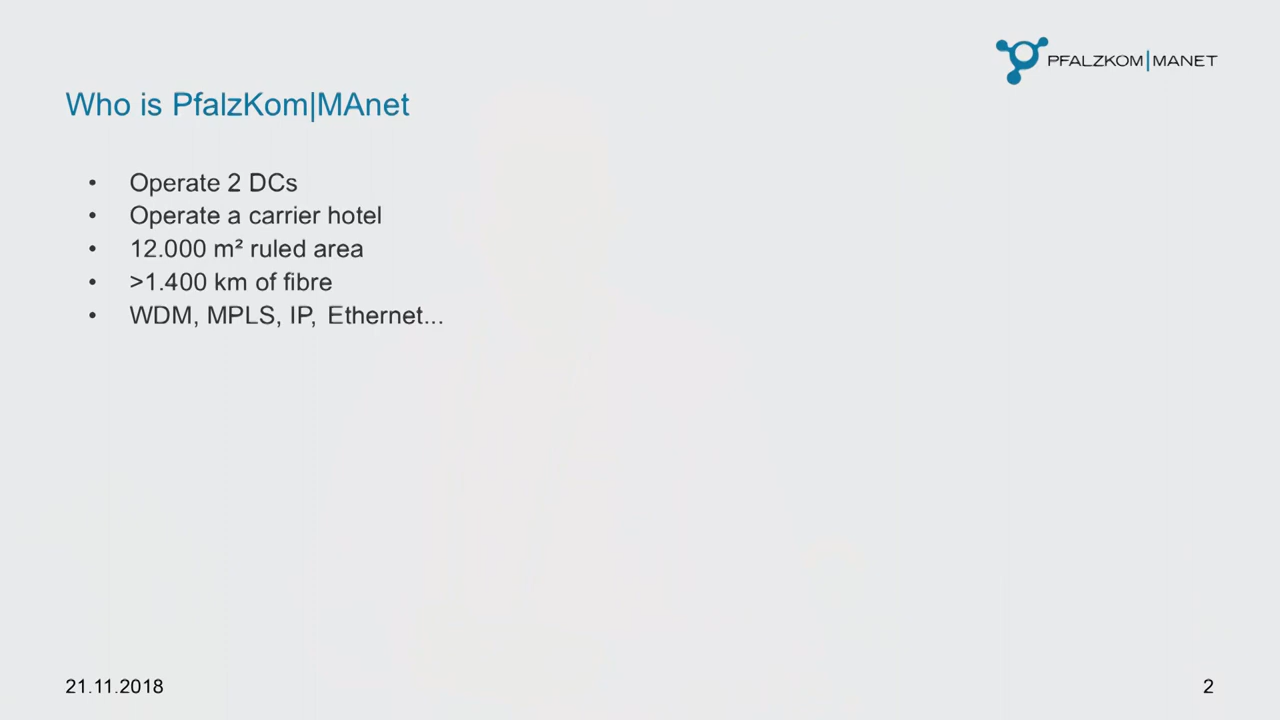 PFALZKOM|MANET
Who is PfalzKom|MAnet
• Operate 2 DCs
• Operate a carrier hotel
• 12.000 m² ruled area
• >1.400 km of fibre
• WDM, MPLS, IP, Ethernet...
21.11.2018
2